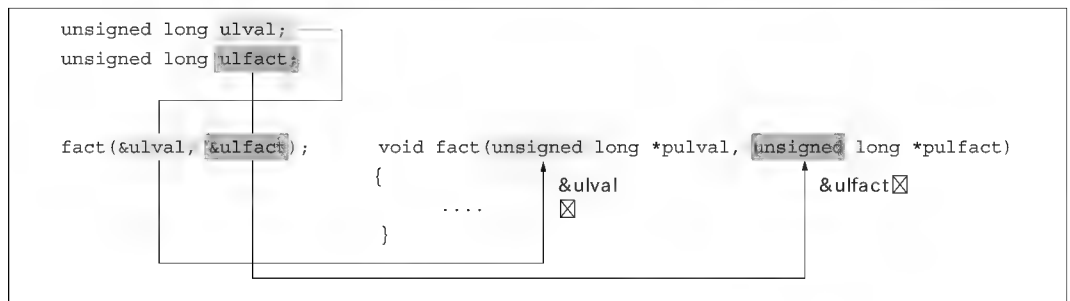 unsigned long ulval;
unsigned long ulfact;
fact(&ulval, &ulfact); void fact(unsigned long *pulval, unsigned long *pulfact)
{
&ulval &ulfact
....
}